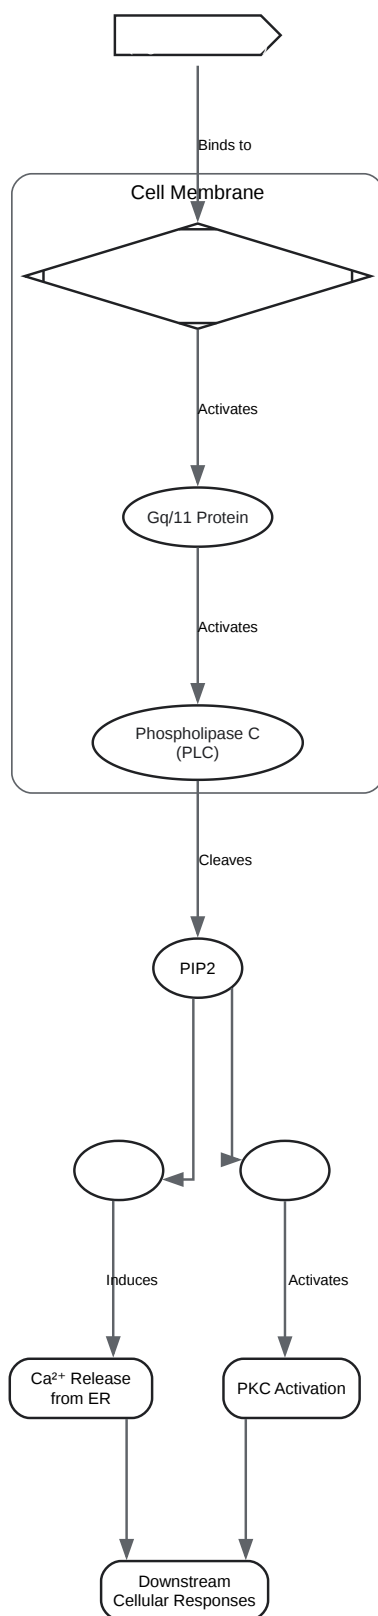 Binds to
Cell Membrane
Activates
Gq/11 Protein
Activates
Phospholipase C
(PLC)
Cleaves
PIP2
Induces
Activates
Ca²⁺ Release
from ER
PKC Activation
Downstream
Cellular Responses